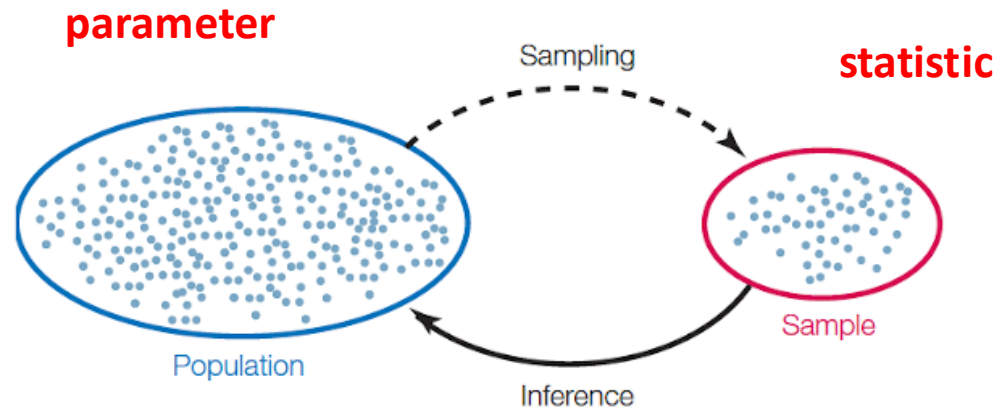 parameter
Sampling
statistic
Population
Sample
Inference